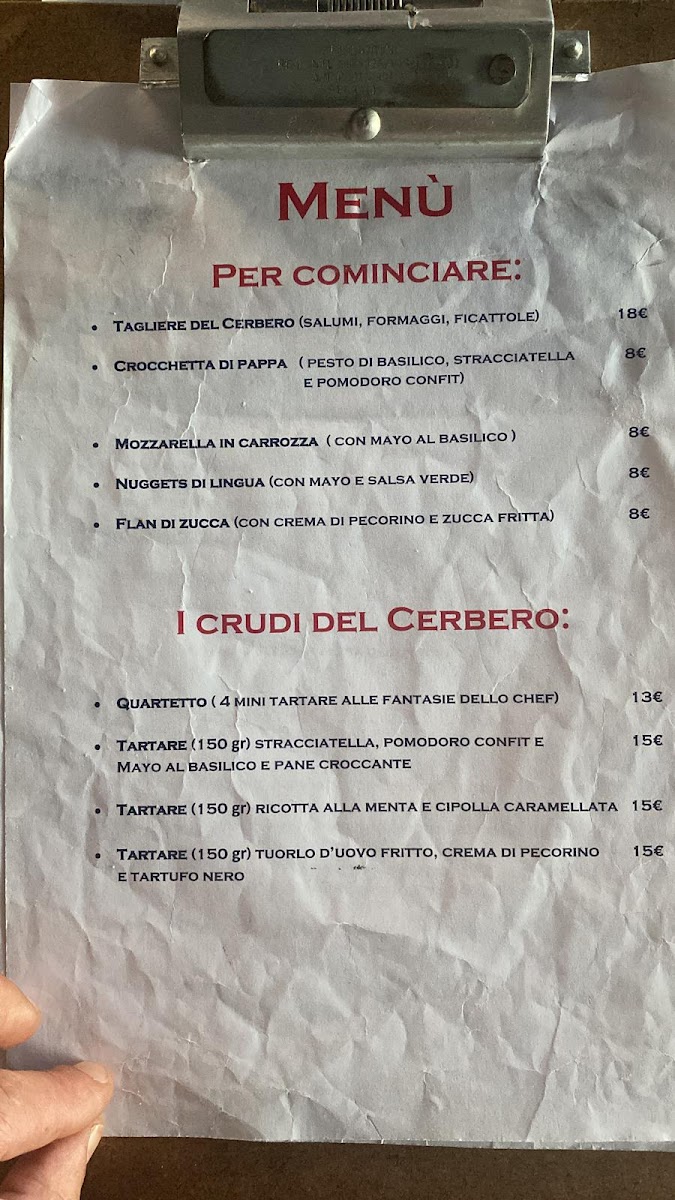 Menù
Per cominciare:
• Tagliere del Cerbero (salumi, formaggi, ficattole) 18€
• Crocchetta di pappa ( pesto di basilico, stracciatella 8€
e pomodoro confit)
• Mozzarella in carrozza ( con mayo al basilico ) 8€
• Nuggets di lingua (con mayo e salsa verde) 8€
• Flan di zucca (con crema di pecorino e zucca fritta) 8€
I crudi del Cerbero:
• Quartetto ( 4 mini tartare alle fantasie dello chef) 13€
• Tartare (150 gr) stracciatella, pomodoro confit e 15€
Mayo al basilico e pane croccante
• Tartare (150 gr) ricotta alla menta e cipolla caramellata 15€
• Tartare (150 gr) tuorlo d'uovo fritto, crema di pecorino 15€
e tartufo nero